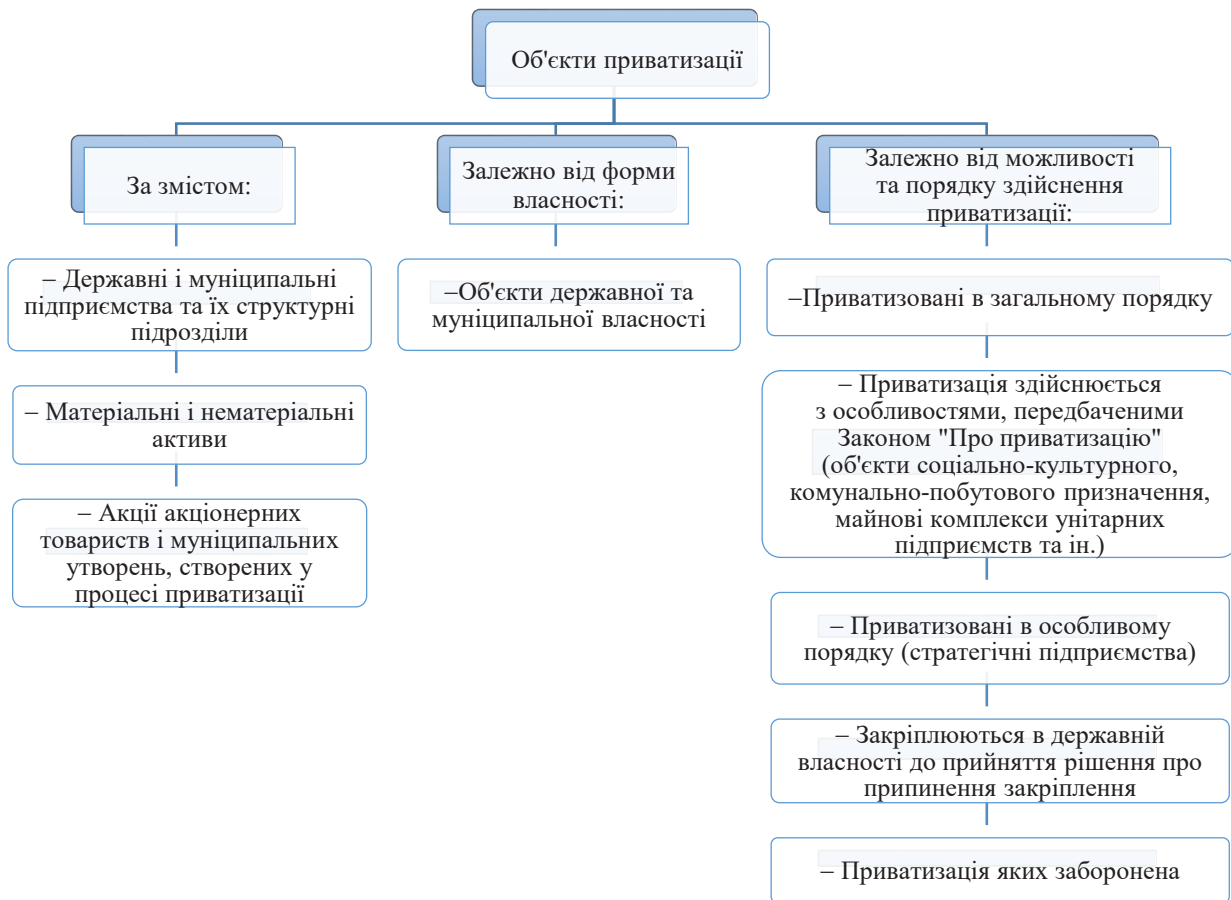 Об'єкти приватизації
За змістом:
– Державні і муніципальні
підприємства та їх структурні
підрозділи
– Матеріальні і нематеріальні
активи
– Акції акціонерних
товариств і муніципальних
утворень, створених у
процесі приватизації
Залежно від форми
власності:
–Об'єкти державної та
муніципальної власності
Залежно від можливості
та порядку здійснення
приватизації:
–Приватизовані в загальному порядку
– Приватизація здійснюється
з особливостями, передбаченими
Законом "Про приватизацію"
(об'єкти соціально-культурного,
комунально-побутового призначення,
майнові комплекси унітарних
підприємств та ін.)
– Приватизовані в особливого
порядку (стратегічні підприємства)
– Закріплюються в державній
власності до прийняття рішення про
припинення закріплення
– Приватизація яких заборонена